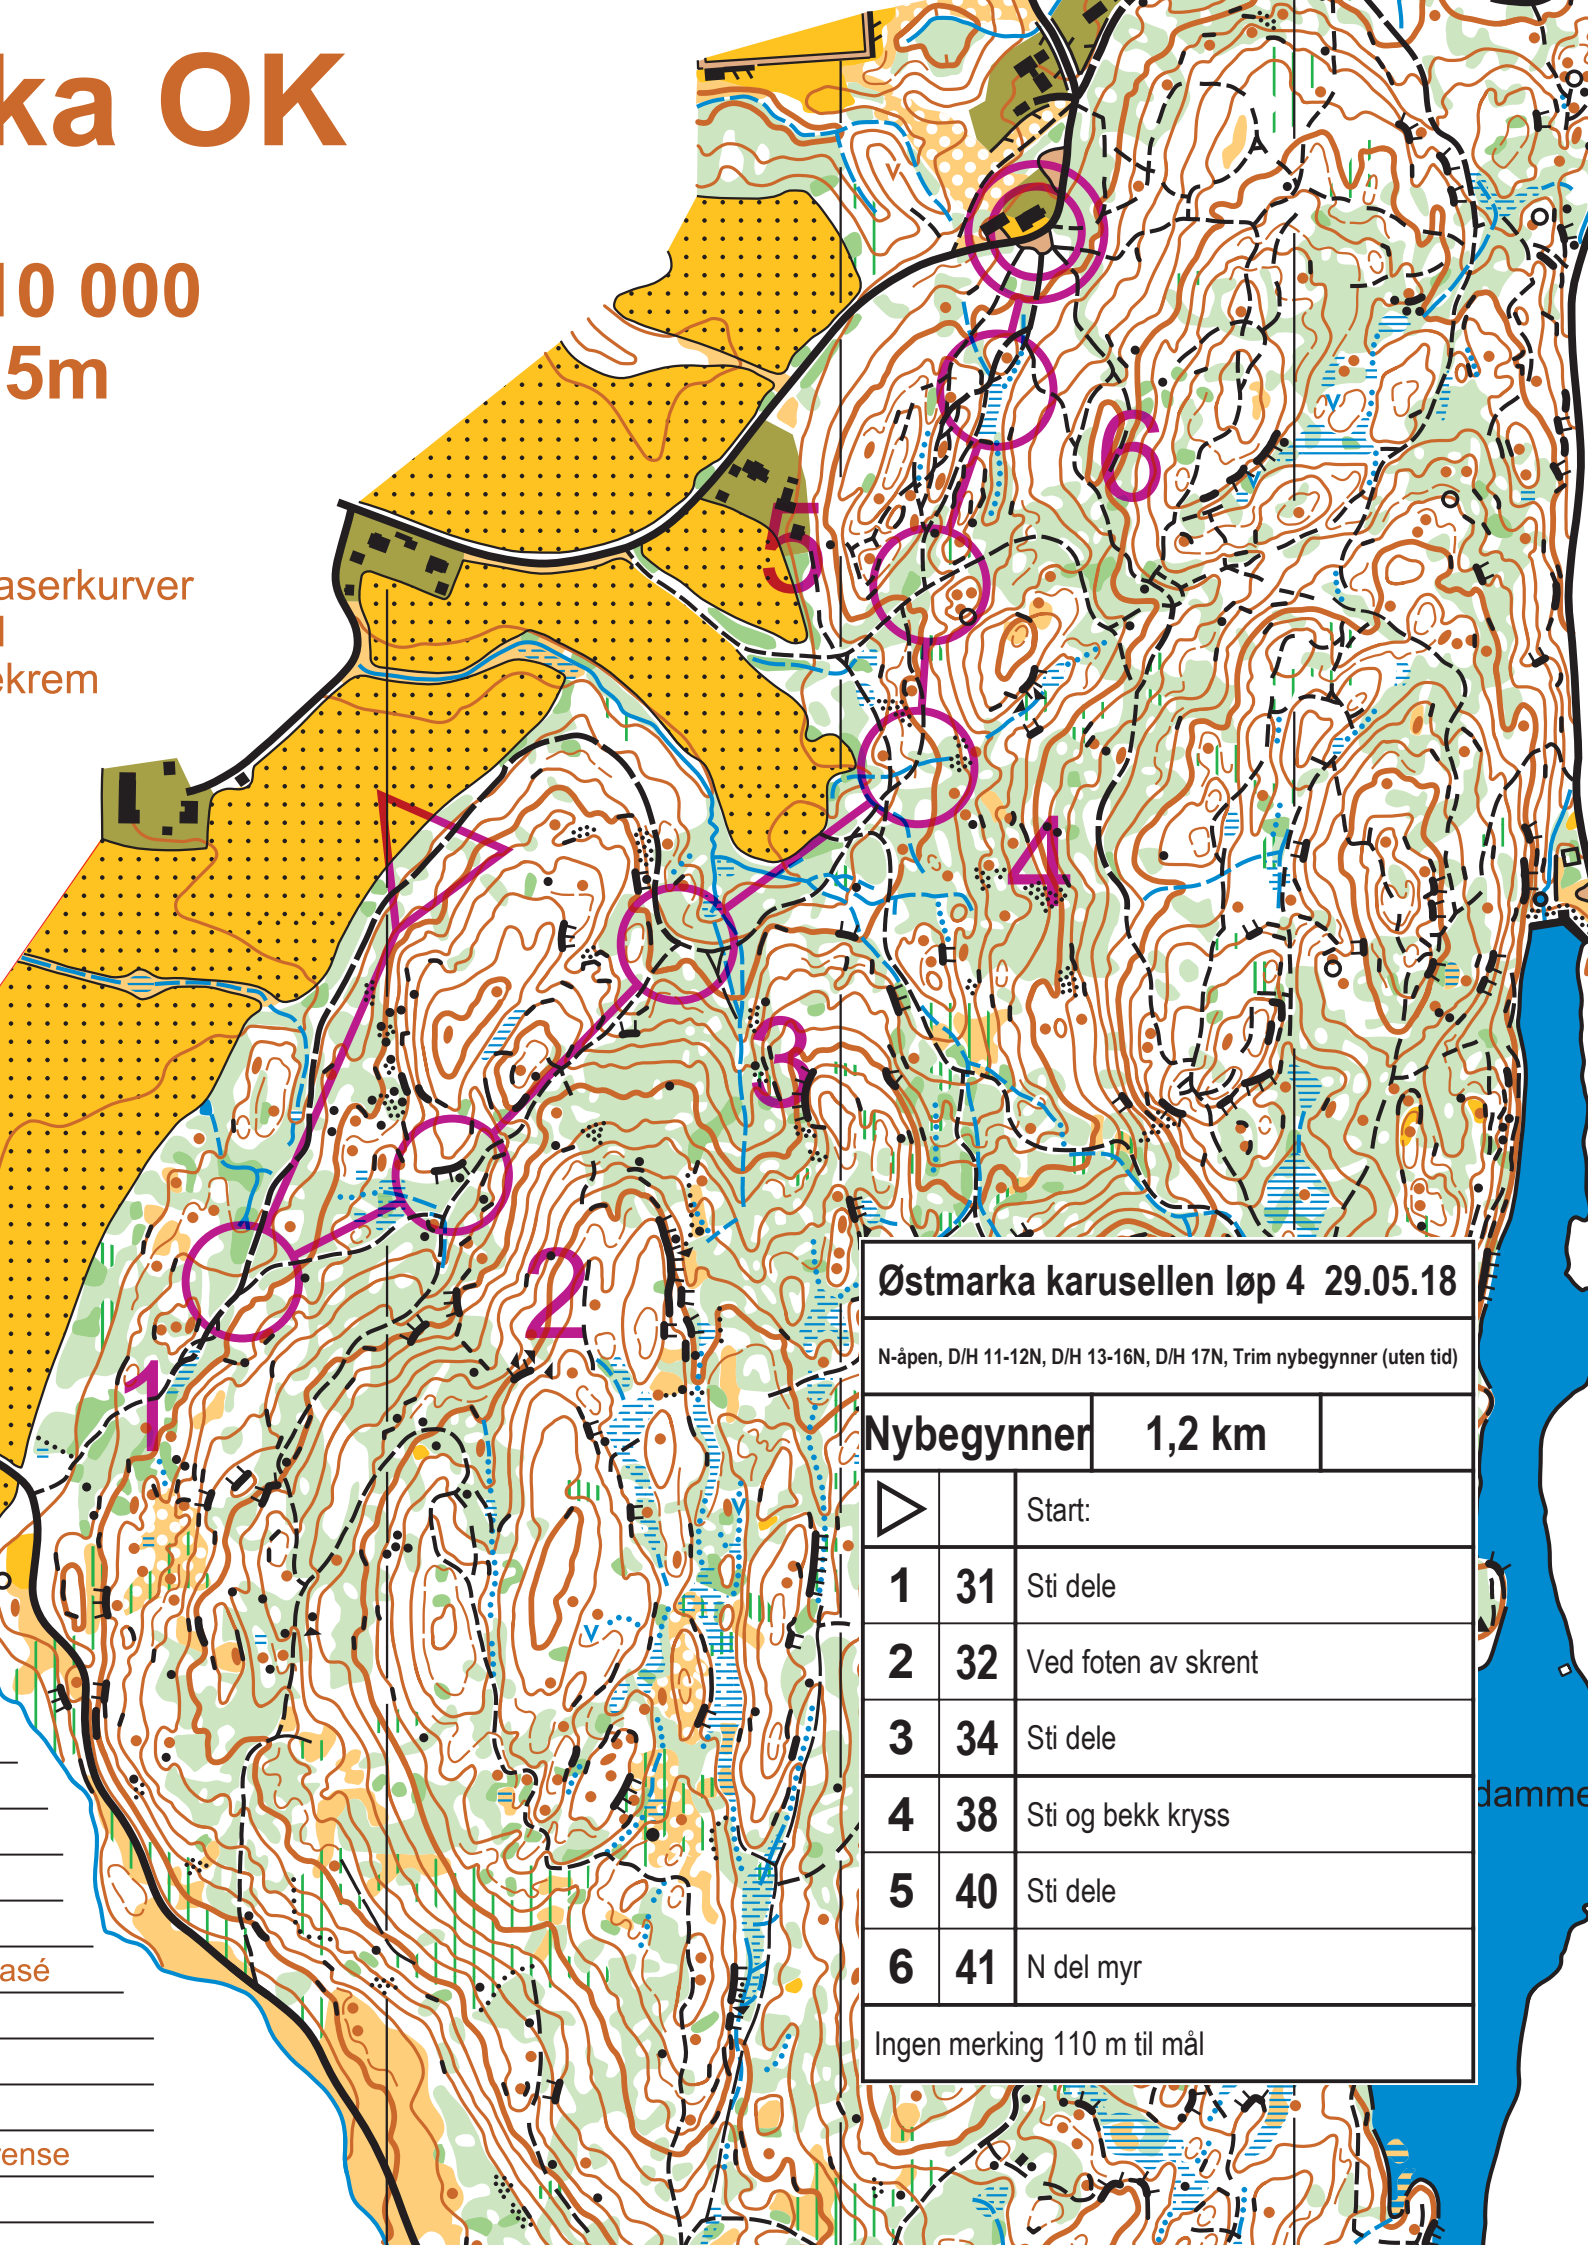 ka OK
10 000
5m
aserkurver
ekrem
5
6
4
3
2
1
Østmarka karusellen løp 4 29.05.18
N-åpen, D/H 11-12N, D/H 13-16N, D/H 17N, Trim nybegynner (uten tid)
Nybegynner 1,2 km
Start:
1 31 Sti dele
2 32 Ved foten av skrent
3 34 Sti dele
4 38 Sti og bekk kryss
5 40 Sti dele
6 41 N del myr
Ingen merking 110 m til mål
damme
asé
rense